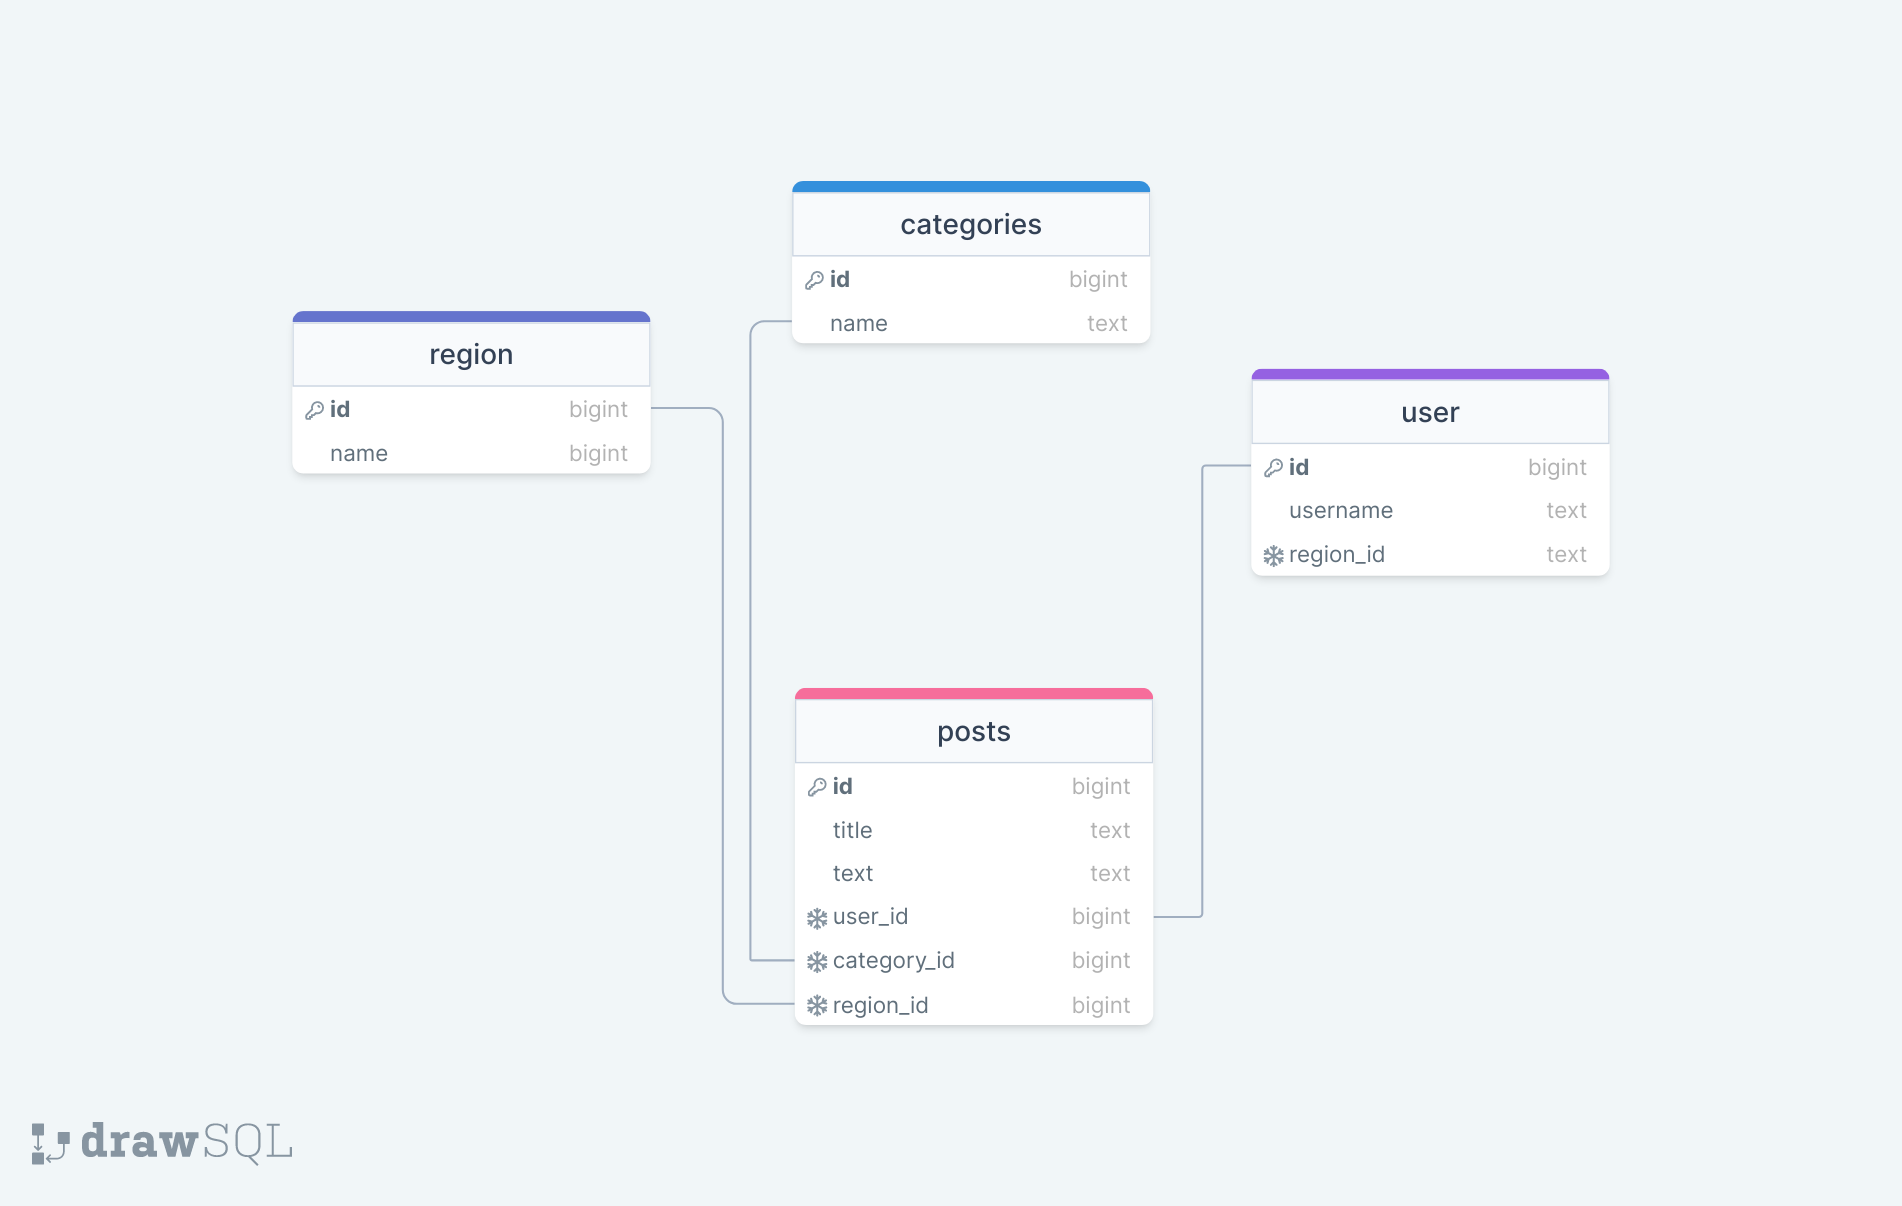 categories
id bigint
name text
region
id bigint
name bigint
user
id bigint
username text
region_id text
posts
id bigint
title text
text text
user_id bigint
category_id bigint
region_id bigint
drawSQL